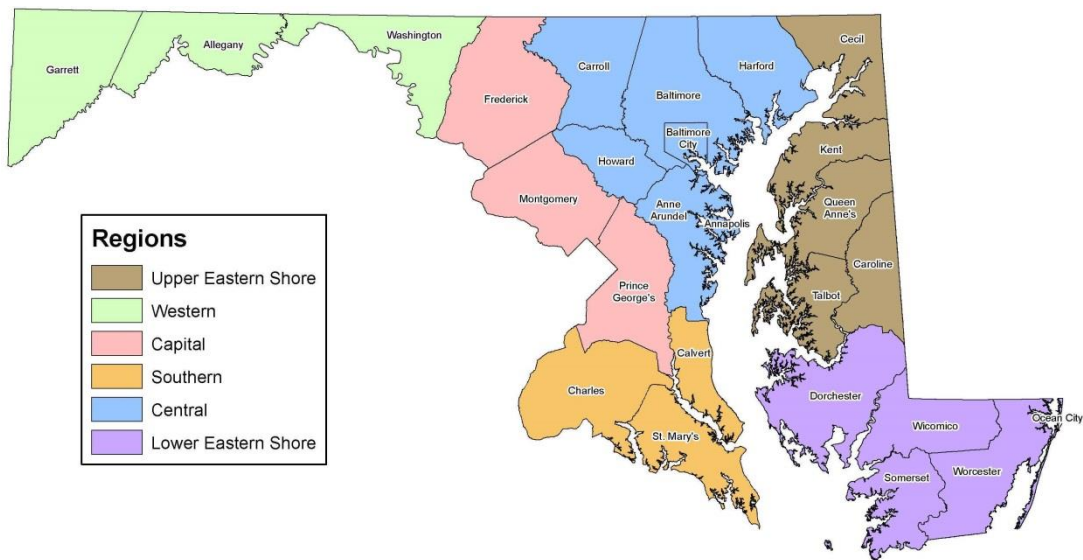 Garrett
Allegany
Washington
Frederick
Carroll
Baltimore
Harford
Cecil
Baltimore
City
Howard
Kent
Montgomery
Anne
Arundel
Annapolis
Queen
Anne's
Caroline
Prince
George's
Talbot
Calvert
Charles
St. Mary's
Dorchester
Ocean City
Wicomico
Somerset
Worcester
Regions
Upper Eastern Shore
Western
Capital
Southern
Central
Lower Eastern Shore